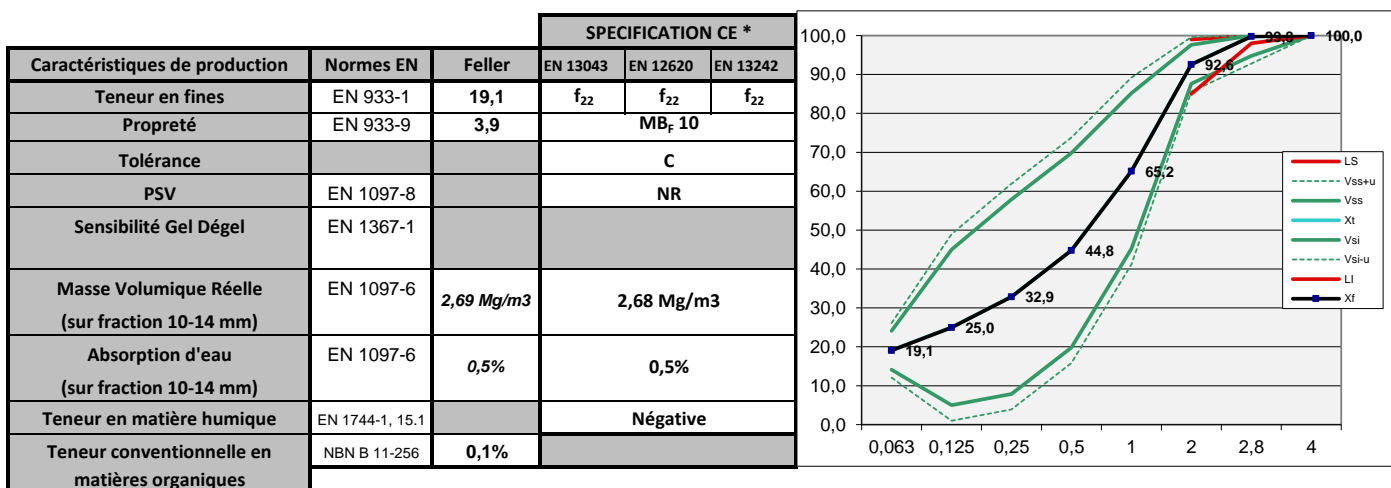 SPECIFICATION CE *
Caractéristiques de production Normes EN Feller EN 13043 EN 12620 EN 13242
Teneur en fines EN 933-1 19,1 f22 f22 f22
Propreté EN 933-9 3,9 MBF 10
Tolérance C
PSV EN 1097-8 NR
Sensibilité Gel Dégel EN 1367-1
Masse Volumique Réelle EN 1097-6 2,69 Mg/m3 2,68 Mg/m3
(sur fraction 10-14 mm)
Absorption d'eau EN 1097-6 0,5% 0,5%
(sur fraction 10-14 mm)
Teneur en matière humique EN 1744-1, 15.1 Négative
Teneur conventionnelle en NBN B 11-256 0,1%
matières organiques
100,0
90,0
80,0
70,0
60,0
50,0
40,0
30,0
20,0
10,0
0,0
0,063 0,125 0,25 0,5 1 2 2,8 4
19,1
25,0
32,9
44,8
65,2
92,6
100,0
LS
Vss+u
Vss
Xt
Vsi
Vsi-u
LI
Xf